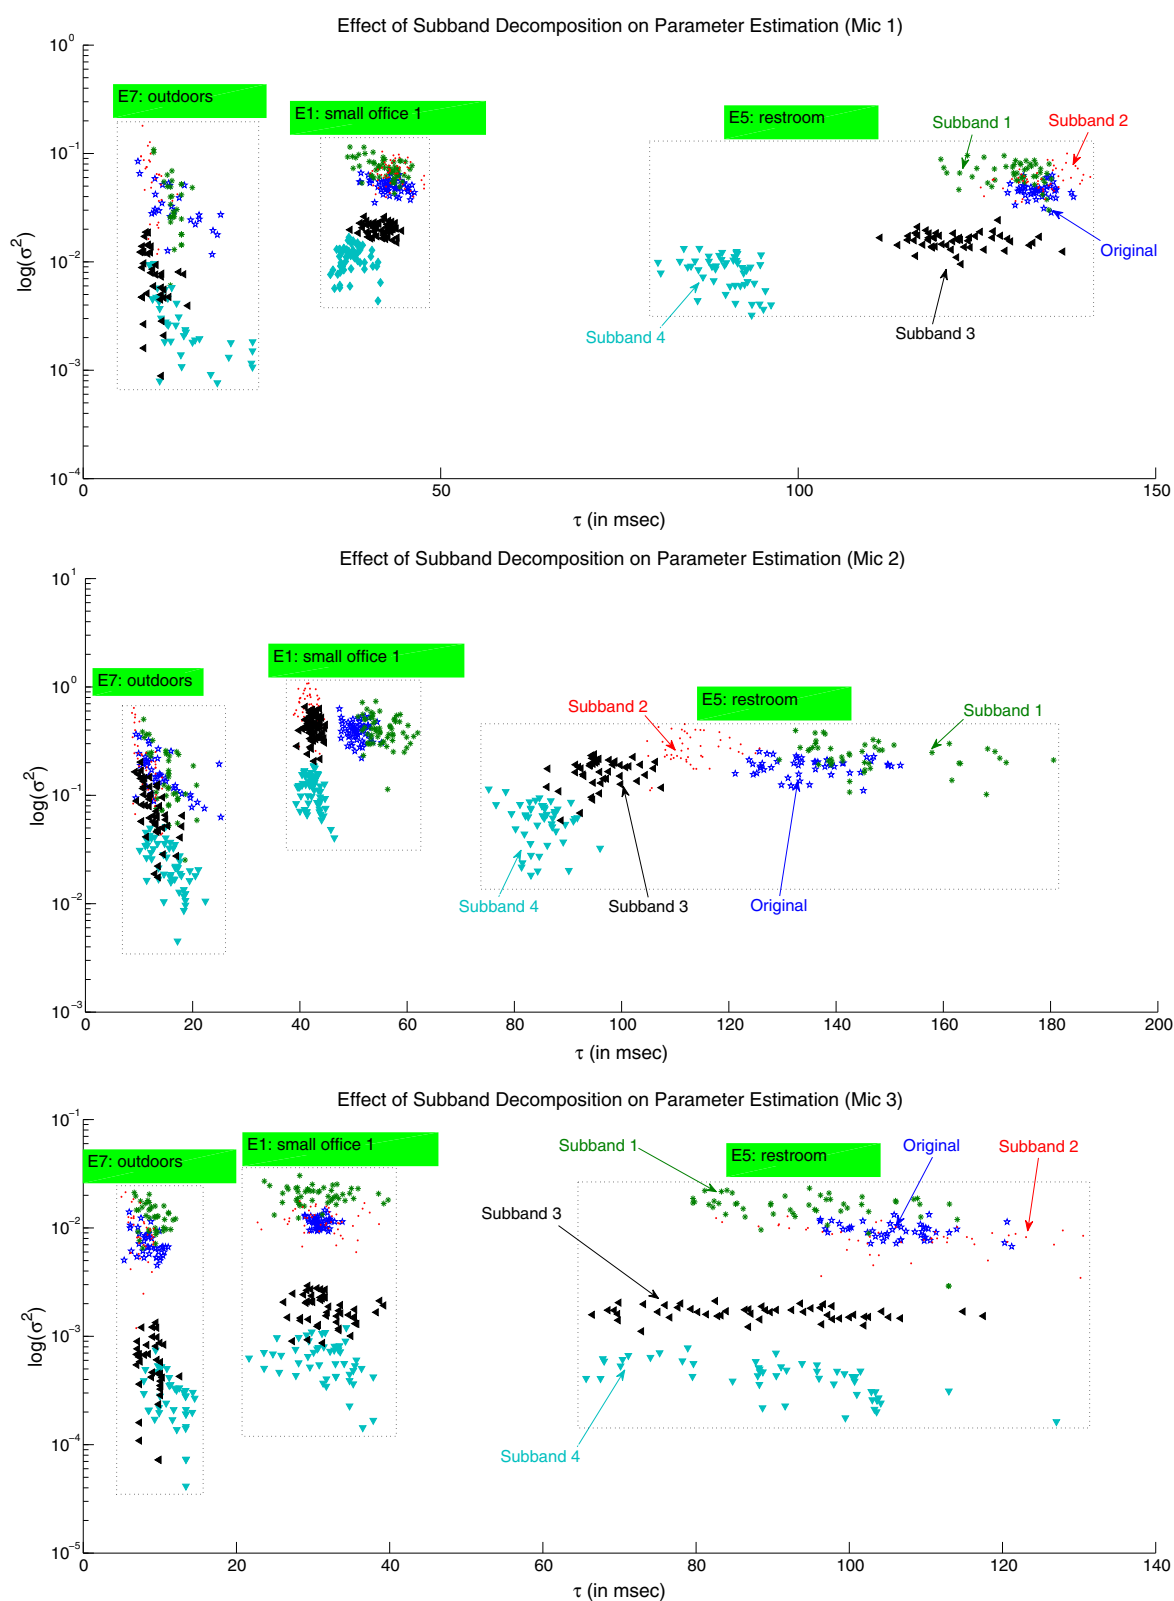 Effect of Subband Decomposition on Parameter Estimation (Mic 1)
10^0
E7: outdoors
E1: small office 1
E5: restroom
Subband 1
Subband 2
10^−1
Original
10^−2
Subband 4
Subband 3
10^−3
10^−4
log(σ^2)
0 50 100 150
τ (in msec)
Effect of Subband Decomposition on Parameter Estimation (Mic 2)
10^1
E1: small office 1
E7: outdoors
10^0
E5: restroom
Subband 2
Subband 1
10^−1
Subband 4
Subband 3
Original
10^−2
10^−3
log(σ^2)
0 20 40 60 80 100 120 140 160 180 200
τ (in msec)
Effect of Subband Decomposition on Parameter Estimation (Mic 3)
10^−1
E1: small office 1
E7: outdoors
Subband 1
E5: restroom
Original
Subband 2
Subband 3
10^−2
10^−3
Subband 4
10^−4
10^−5
log(σ^2)
0 20 40 60 80 100 120 140
τ (in msec)